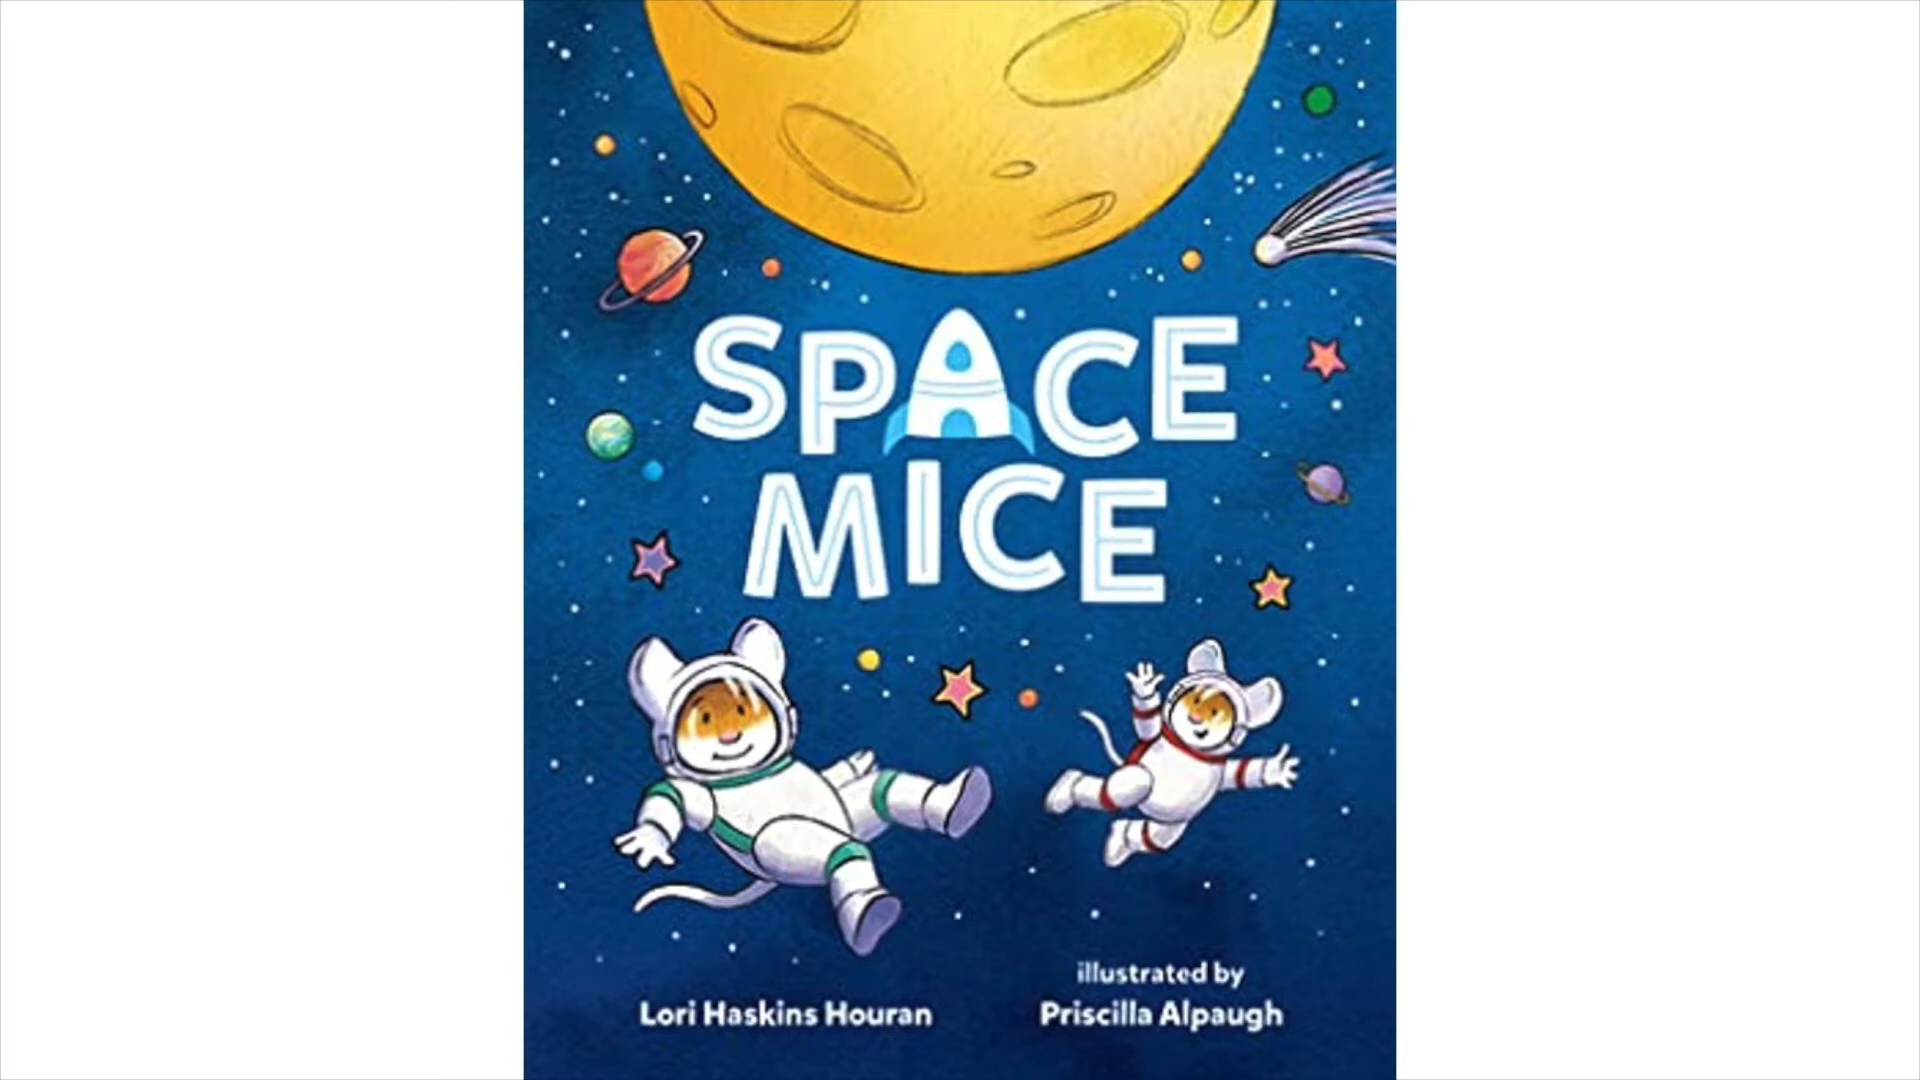 SPACE
MICE
illustrated by
Lori Haskins Houran
Priscilla Alpaugh